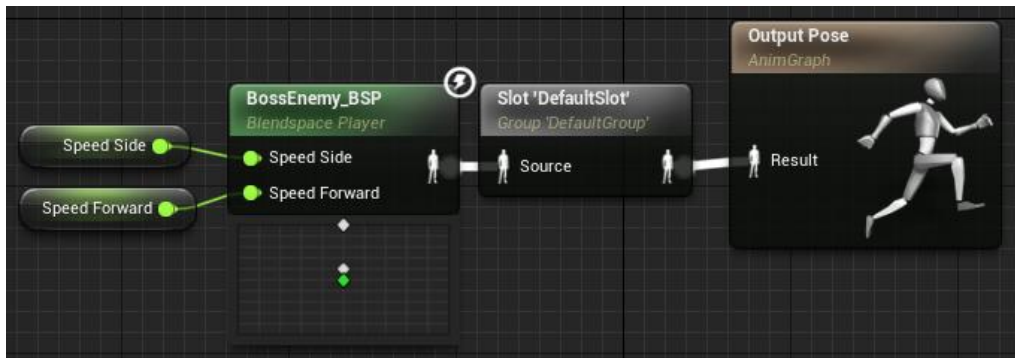 Output Pose
AnimGraph
BossEnemy_BSP
Blendspace Player
Slot 'DefaultSlot'
Group 'DefaultGroup'
Speed Side
Speed Side
Source
Result
Speed Forward
Speed Forward